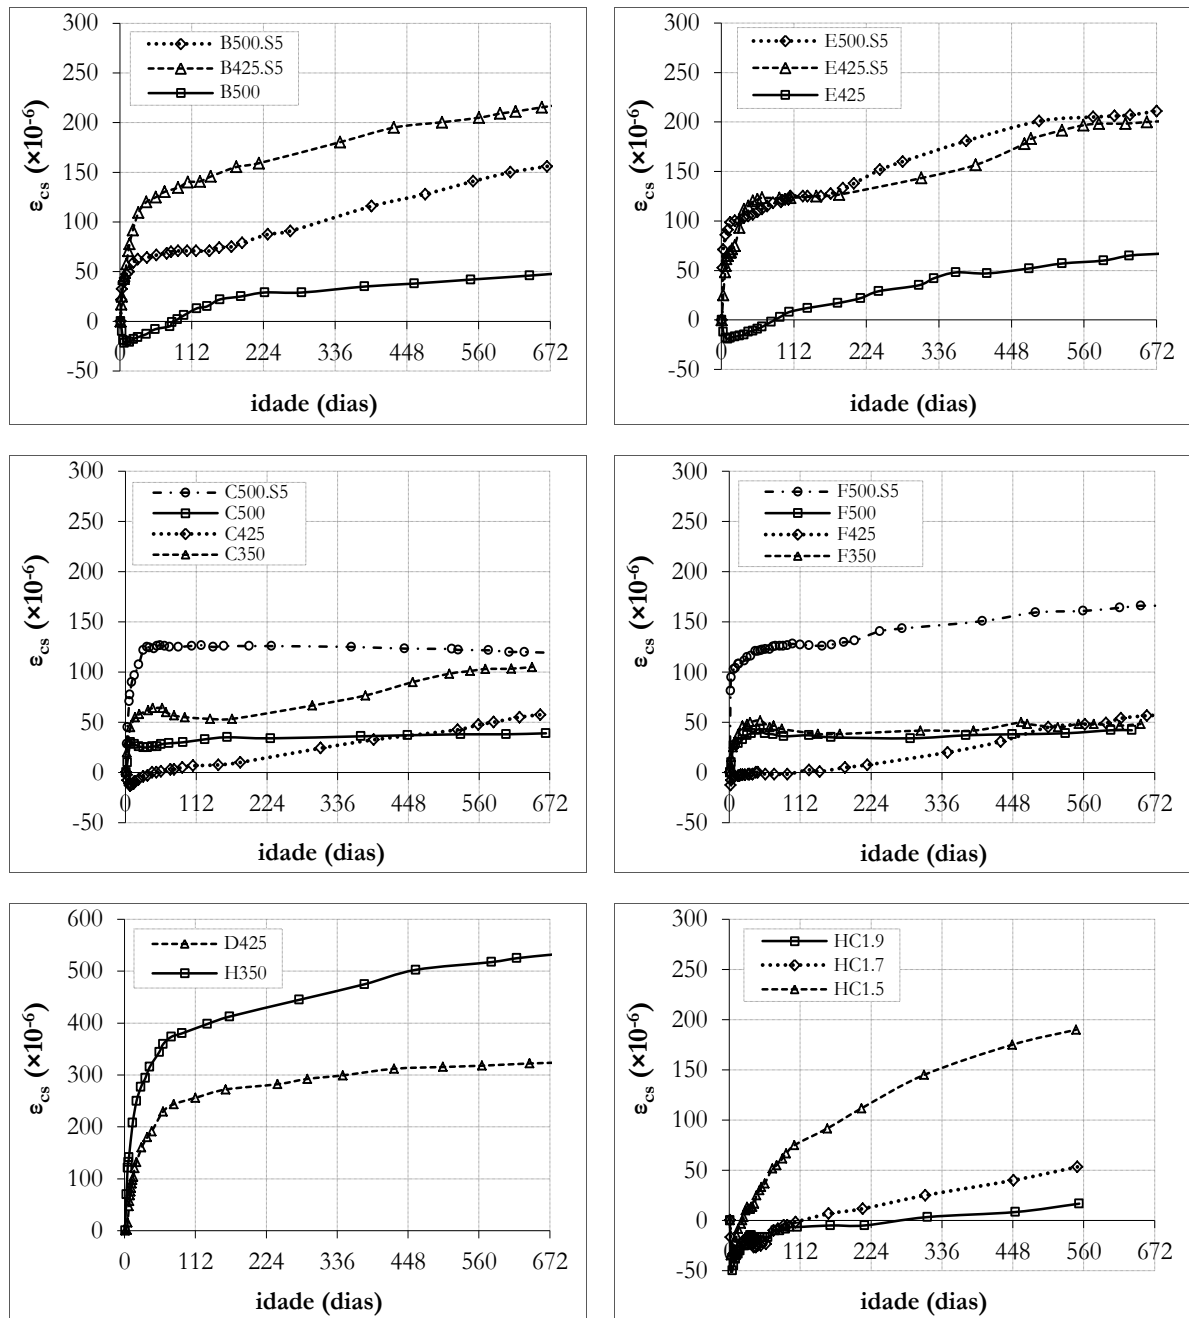 300
250
200
150
100
50
0
-50
0 112 224 336 448 560 672
εcs (×10-6)
idade (dias)
B500.S5
B425.S5
B500
300
250
200
150
100
50
0
-50
0 112 224 336 448 560 672
εcs (×10-6)
idade (dias)
E500.S5
E425.S5
E425
300
250
200
150
100
50
0
-50
0 112 224 336 448 560 672
εcs (×10-6)
idade (dias)
C500.S5
C500
C425
C350
300
250
200
150
100
50
0
-50
0 112 224 336 448 560 672
εcs (×10-6)
idade (dias)
F500.S5
F500
F425
F350
600
500
400
300
200
100
0
0 112 224 336 448 560 672
εcs (×10-6)
idade (dias)
D425
H350
300
250
200
150
100
50
0
-50
0 112 224 336 448 560 672
εcs (×10-6)
idade (dias)
HC1.9
HC1.7
HC1.5